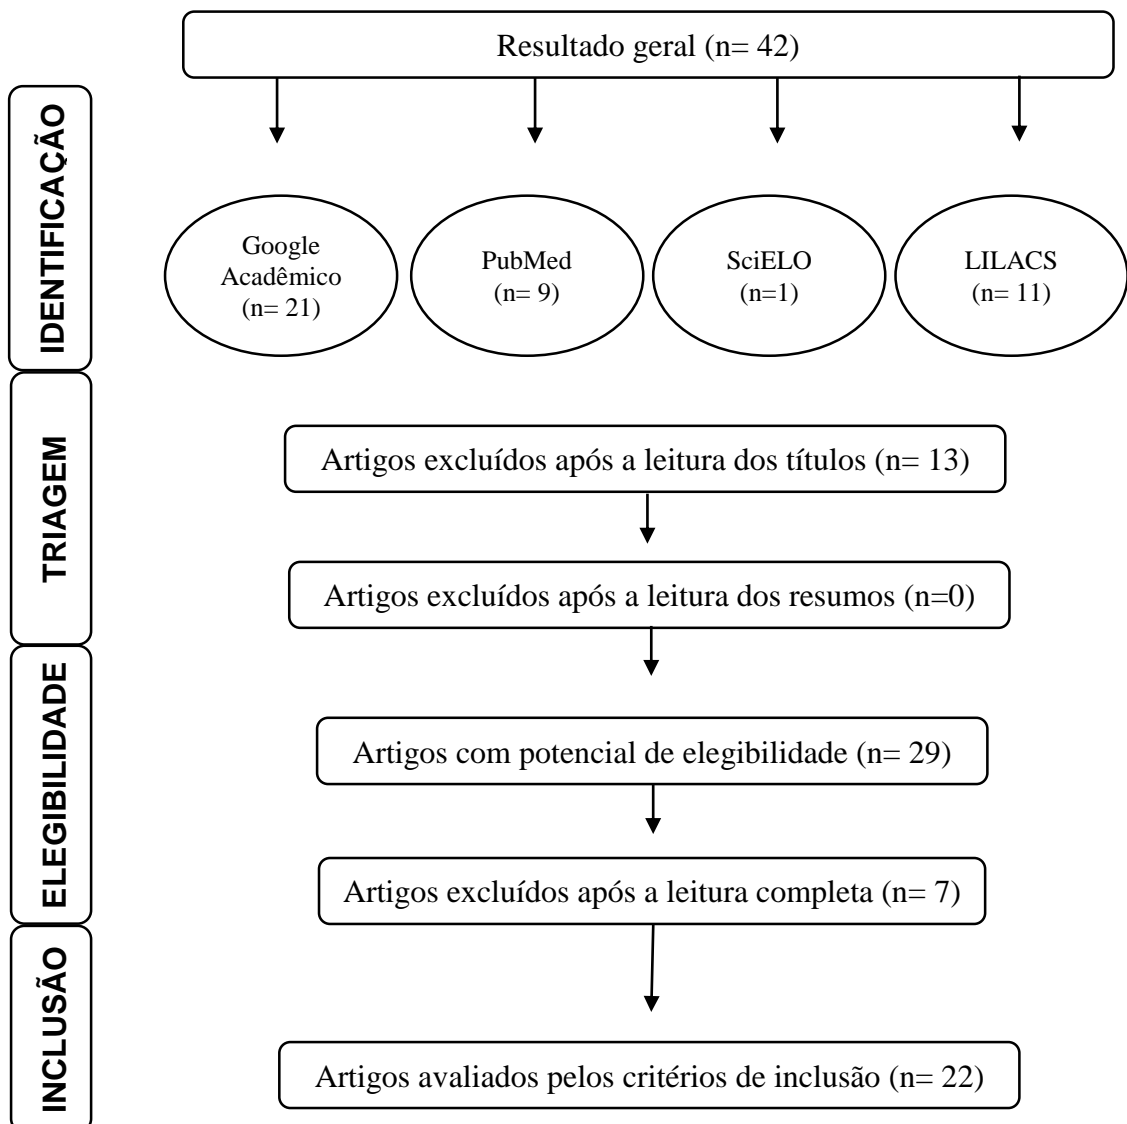 Resultado geral (n= 42)
IDENTIFICAÇÃO
Google
Acadêmico
(n= 21)
PubMed
(n= 9)
SciELO
(n=1)
LILACS
(n= 11)
TRIAGEM
Artigos excluídos após a leitura dos títulos (n= 13)
Artigos excluídos após a leitura dos resumos (n=0)
ELEGIBILIDADE
Artigos com potencial de elegibilidade (n= 29)
Artigos excluídos após a leitura completa (n= 7)
INCLUSÃO
Artigos avaliados pelos critérios de inclusão (n= 22)